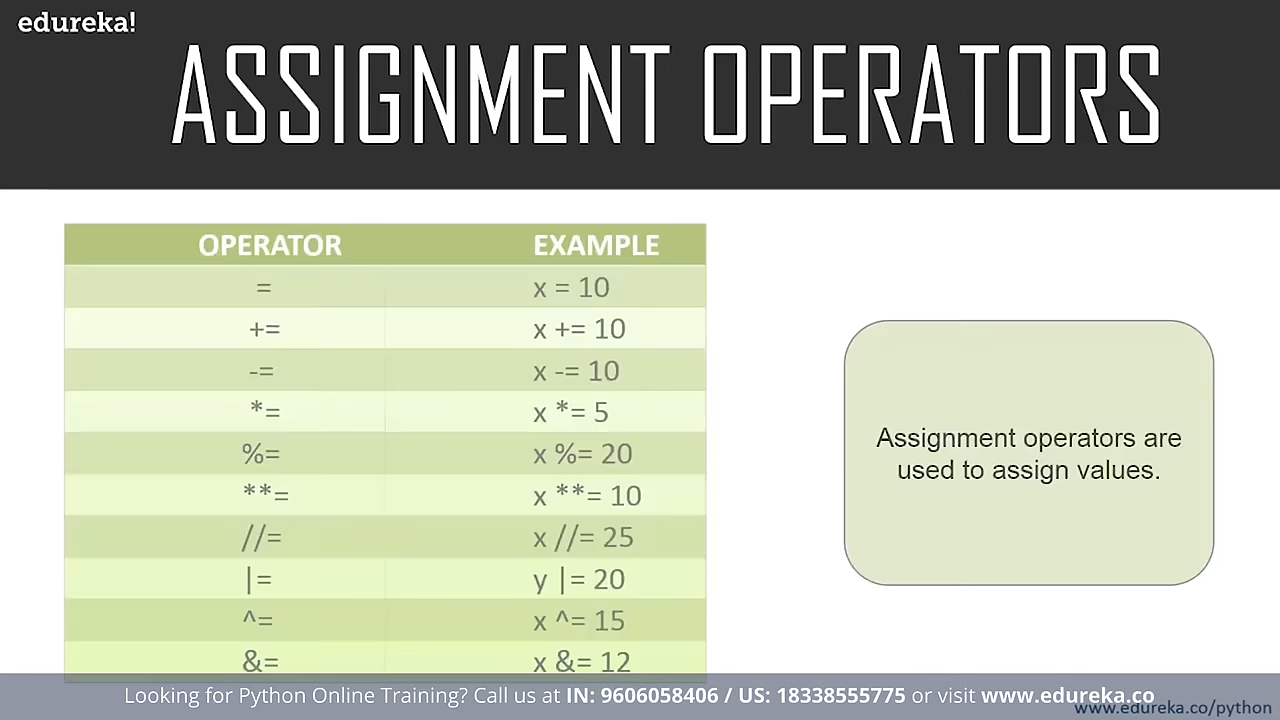 edureka!
ASSIGNMENT OPERATORS
OPERATOR EXAMPLE
= x = 10
+= x += 10
-= x -= 10
*= x *= 5
%= x %= 20
**= x **= 10
//= x //= 25
|= y |= 20
^= x ^= 15
&= x &= 12
Assignment operators are
used to assign values.
Looking for Python Online Training? Call us at IN: 9606058406 / US: 18338555775 or visit www.edureka.co
www.edureka.co/python